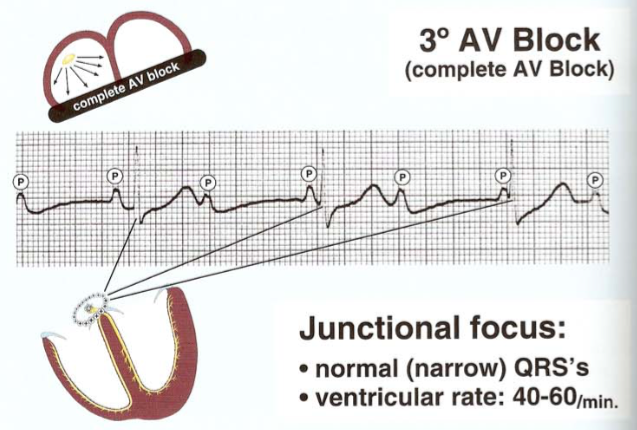 3° AV Block
(complete AV Block)
complete AV block
P P P P P P P
Junctional focus:
• normal (narrow) QRS's
• ventricular rate: 40-60/min.